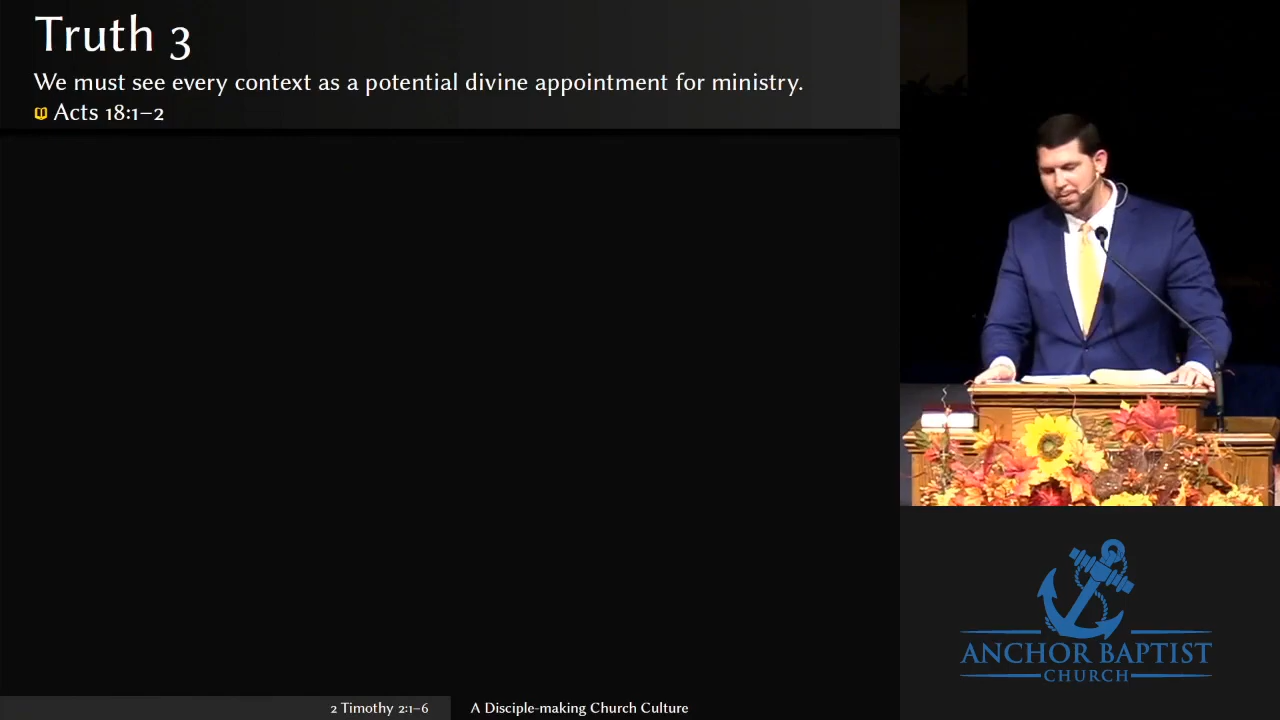 Truth 3
We must see every context as a potential divine appointment for ministry.
Acts 18:1–2
2 Timothy 2:1–6
A Disciple-making Church Culture
ANCHOR BAPTIST
CHURCH